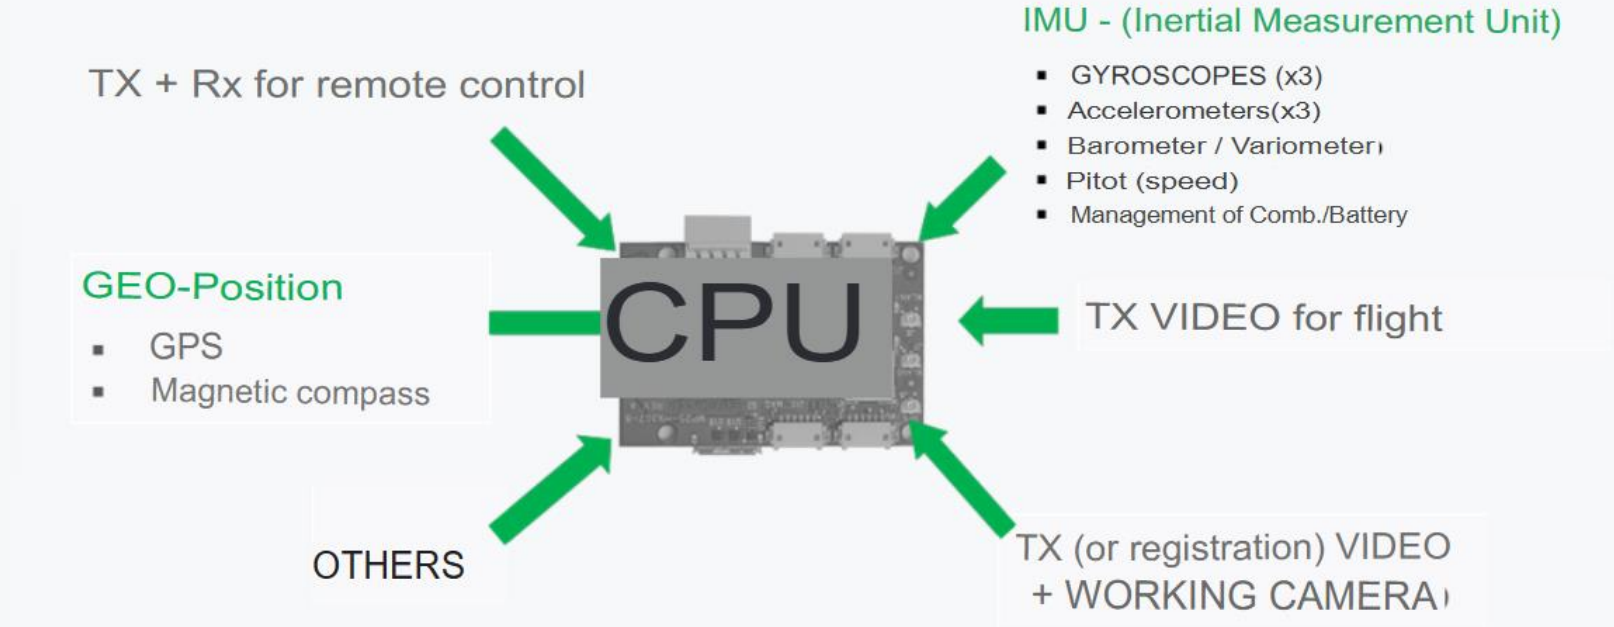 IMU - (Inertial Measurement Unit)
TX + Rx for remote control
▪ GYROSCOPES (x3)
▪ Accelerometers(x3)
▪ Barometer / Variometer)
▪ Pitot (speed)
▪ Management of Comb./Battery
GEO-Position
▪ GPS
▪ Magnetic compass
CPU
TX VIDEO for flight
OTHERS
TX (or registration) VIDEO
+ WORKING CAMERA)